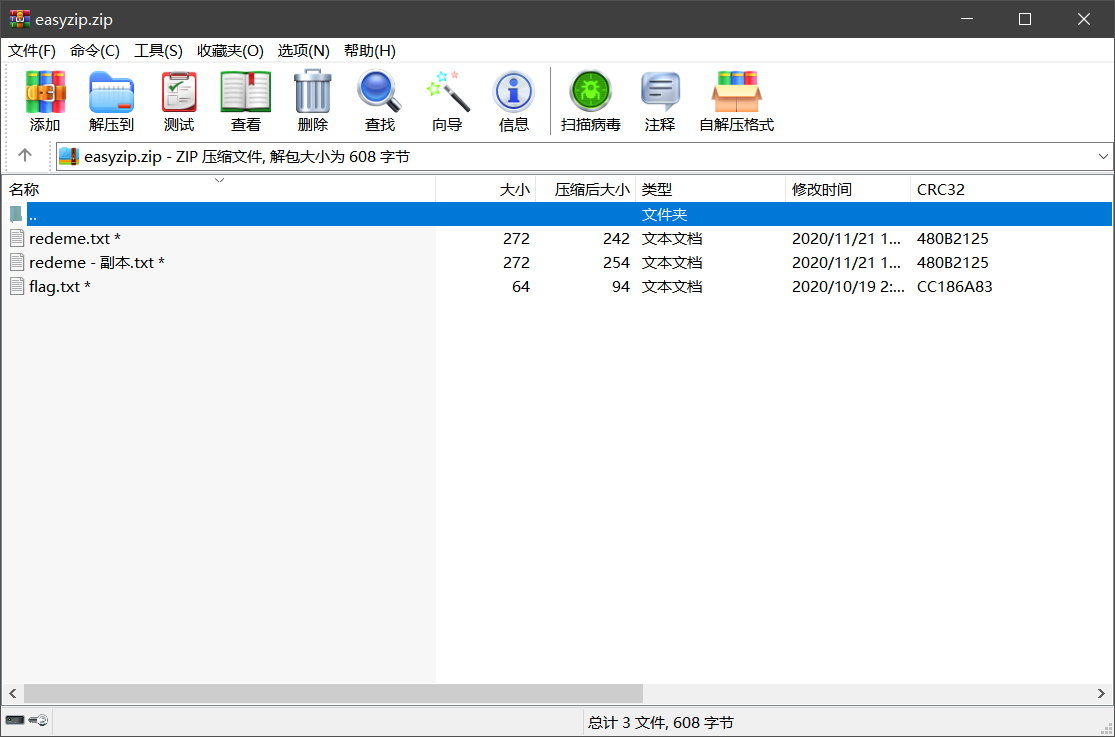 easyzip.zip
文件(F) 命令(C) 工具(S) 收藏夹(O) 选项(N) 帮助(H)
添加 解压到 测试 查看 删除 查找 向导 信息 扫描病毒 注释 自解压格式
easyzip.zip - ZIP 压缩文件, 解包大小为 608 字节
名称 大小 压缩后大小 类型 修改时间 CRC32
.. 文件夹
redeme.txt * 272 242 文本文档 2020/11/21 1... 480B2125
redeme - 副本.txt * 272 254 文本文档 2020/11/21 1... 480B2125
flag.txt * 64 94 文本文档 2020/10/19 2:... CC186A83
总计 3 文件, 608 字节